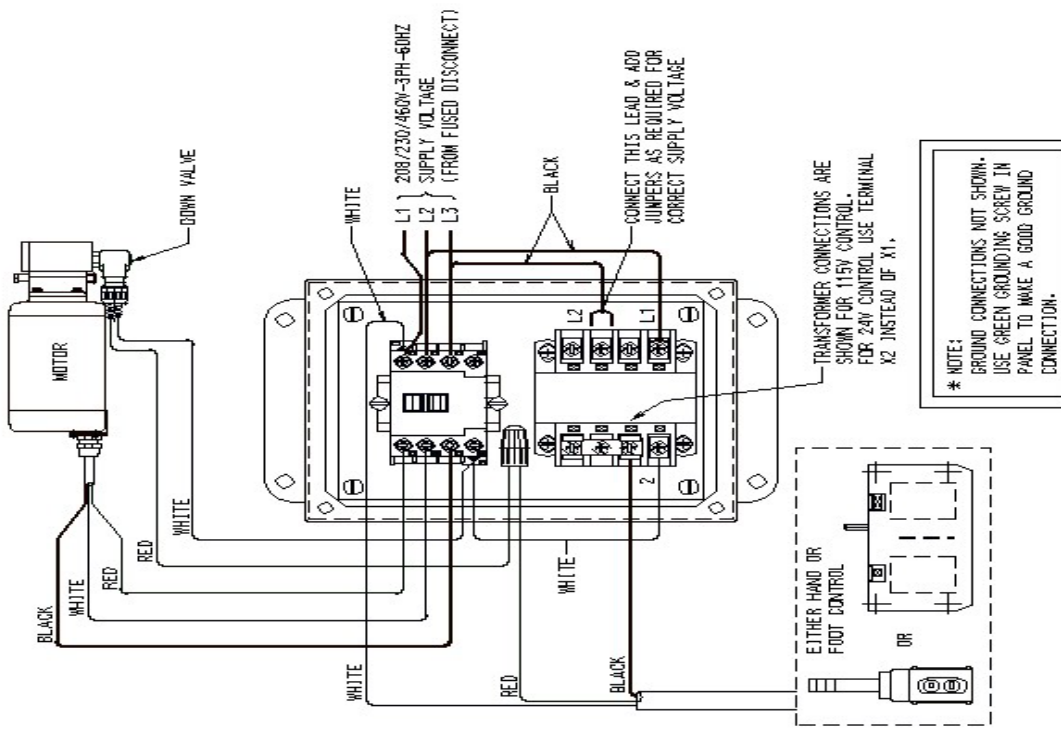 MOTOR
DOWN VALVE
BLACK
WHITE
RED
RED
WHITE
WHITE
L1
L2
L3
208/230/460V-3PH-60HZ
SUPPLY VOLTAGE
(FROM FUSED DISCONNECT)
BLACK
L2
L1
2
CONNECT THIS LEAD & ADD
JUMPERS AS REQUIRED FOR
CORRECT SUPPLY VOLTAGE
WHITE
WHITE
RED
BLACK
TRANSFORMER CONNECTIONS ARE
SHOWN FOR 115V CONTROL.
FOR 24V CONTROL USE TERMINAL
X2 INSTEAD OF X1.
EITHER HAND OR
FOOT CONTROL
OR
* NOTE:
GROUND CONNECTIONS NOT SHOWN.
USE GREEN GROUNDING SCREW IN
PANEL TO MAKE A GOOD GROUND
CONNECTION.